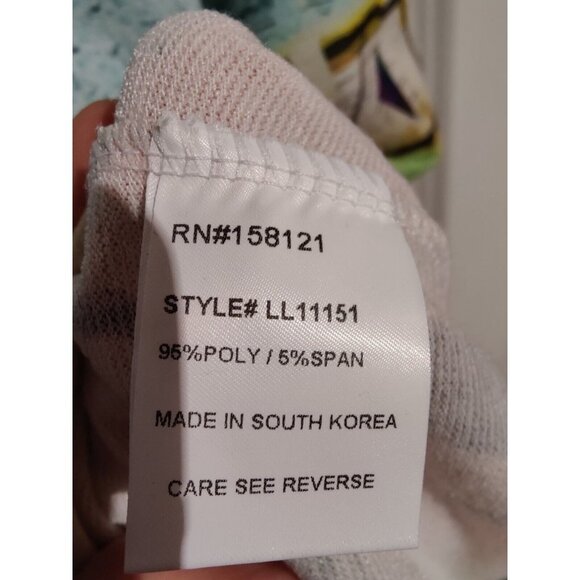 RN#158121
STYLE# LL11151
95%POLY / 5%SPAN
MADE IN SOUTH KOREA
CARE SEE REVERSE